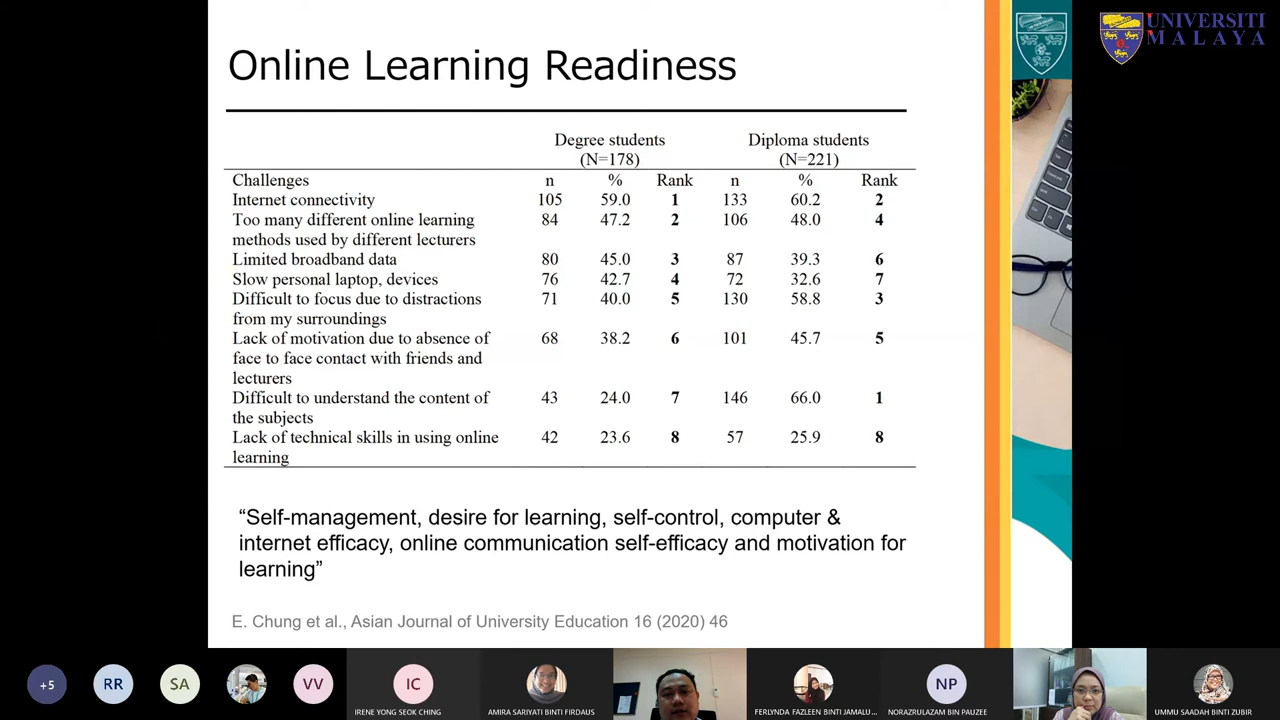 UNIVERSITI
MALAYA
Online Learning Readiness
Degree students Diploma students
(N=178) (N=221)
Challenges n % Rank n % Rank
Internet connectivity 105 59.0 1 133 60.2 2
Too many different online learning 84 47.2 2 106 48.0 4
methods used by different lecturers
Limited broadband data 80 45.0 3 87 39.3 6
Slow personal laptop, devices 76 42.7 4 72 32.6 7
Difficult to focus due to distractions 71 40.0 5 130 58.8 3
from my surroundings
Lack of motivation due to absence of 68 38.2 6 101 45.7 5
face to face contact with friends and
lecturers
Difficult to understand the content of 43 24.0 7 146 66.0 1
the subjects
Lack of technical skills in using online 42 23.6 8 57 25.9 8
learning
“Self-management, desire for learning, self-control, computer &
internet efficacy, online communication self-efficacy and motivation for
learning”
E. Chung et al., Asian Journal of University Education 16 (2020) 46
+5 RR SA VV IC NP
IRENE YONG SEOK CHING AMIRA SARIYATI BINTI FIRDAUS FERLYNDA FAZLEEN BINTI JAMALU... NORAZRULAZAM BIN PAUZEE UMMU SAADAH BINTI ZUBIR